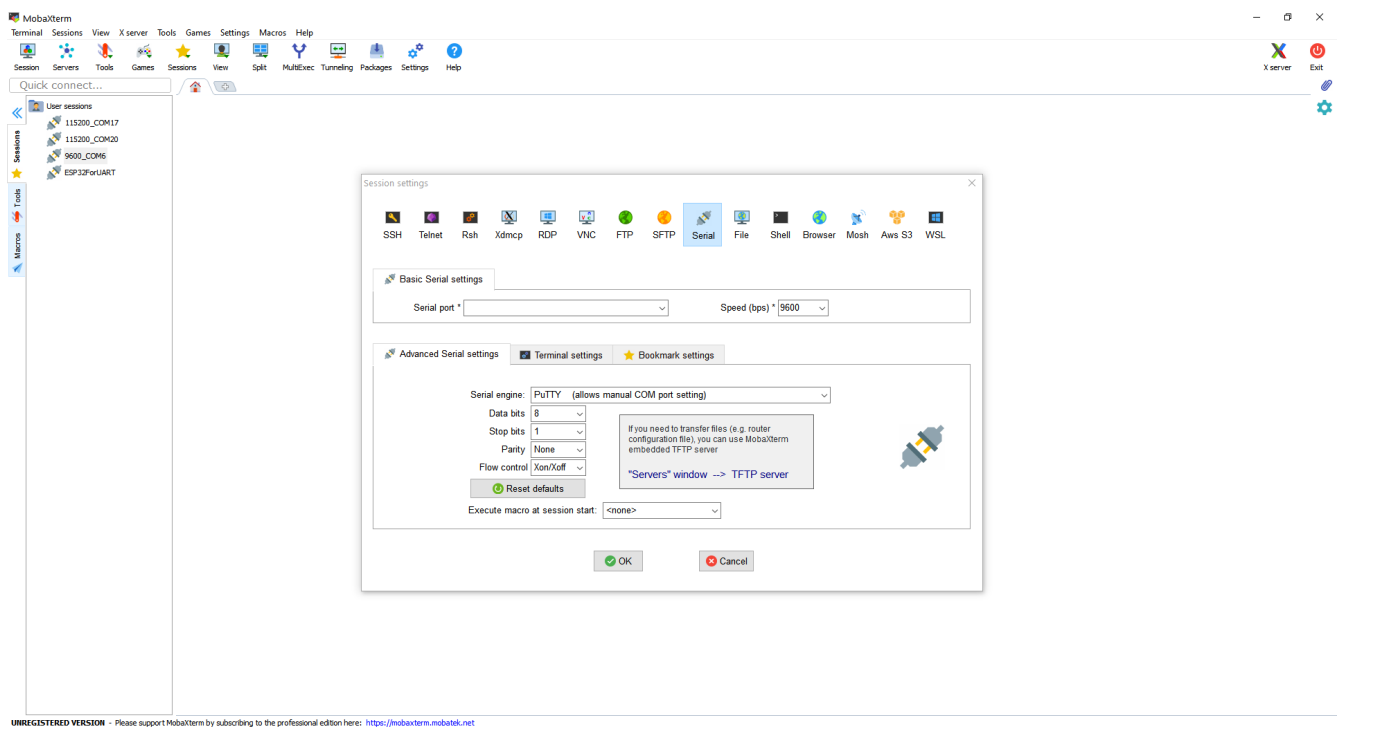 MobaXterm
Terminal Sessions View X server Tools Games Settings Macros Help
Session Servers Tools Games Sessions View Split MultiExec Tunneling Packages Settings Help X server Exit
Quick connect...
User sessions
115200_COM17
115200_COM20
9600_COM6
ESP32ForUART
Sessions
Tools
Macros
Session settings
SSH Telnet Rsh Xdmcp RDP VNC FTP SFTP Serial File Shell Browser Mosh Aws S3 WSL
Basic Serial settings
Serial port * Speed (bps) * 9600
Advanced Serial settings Terminal settings Bookmark settings
Serial engine: PuTTY (allows manual COM port setting)
Data bits 8
Stop bits 1
Parity None
Flow control Xon/Xoff
Reset defaults
If you need to transfer files (e.g. router
configuration file), you can use MobaXterm
embedded TFTP server
"Servers" window --> TFTP server
Execute macro at session start: <none>
OK Cancel
UNREGISTERED VERSION - Please support MobaXterm by subscribing to the professional edition here: https://mobaxterm.mobatek.net